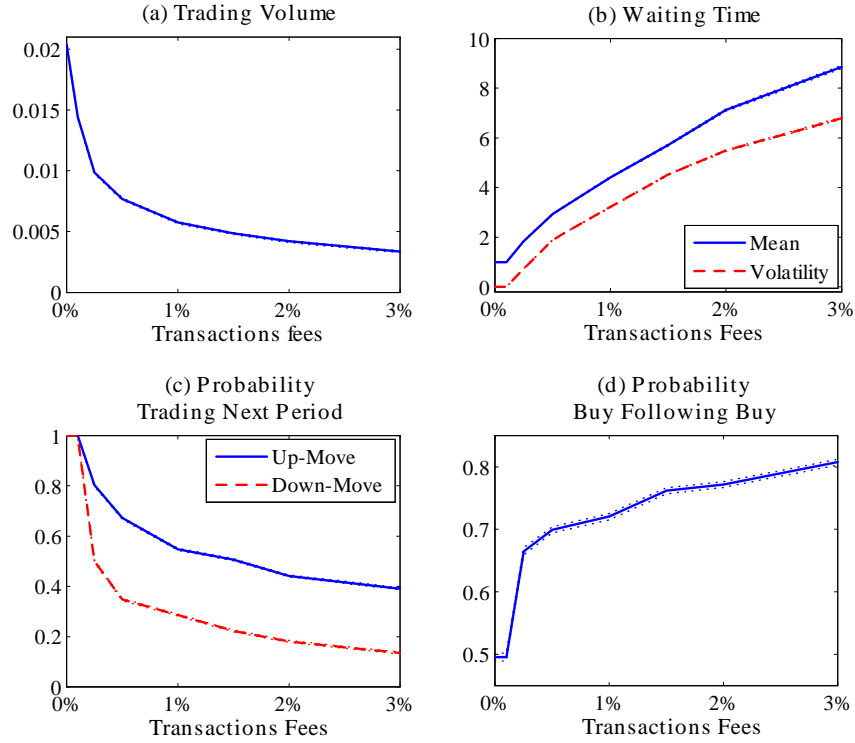 (a) Trading Volume
0.02
0.015
0.01
0.005
0
0%
1%
2%
3%
Transactions fees
(b) Waiting Time
10
8
6
4
2
0
Mean
Volatility
0%
1%
2%
3%
Transactions Fees
(c) Probability
Trading Next Period
1
0.8
0.6
0.4
0.2
0
Up-Move
Down-Move
0%
1%
2%
3%
Transactions Fees
(d) Probability
Buy Following Buy
0.8
0.7
0.6
0.5
0%
1%
2%
3%
Transactions Fees